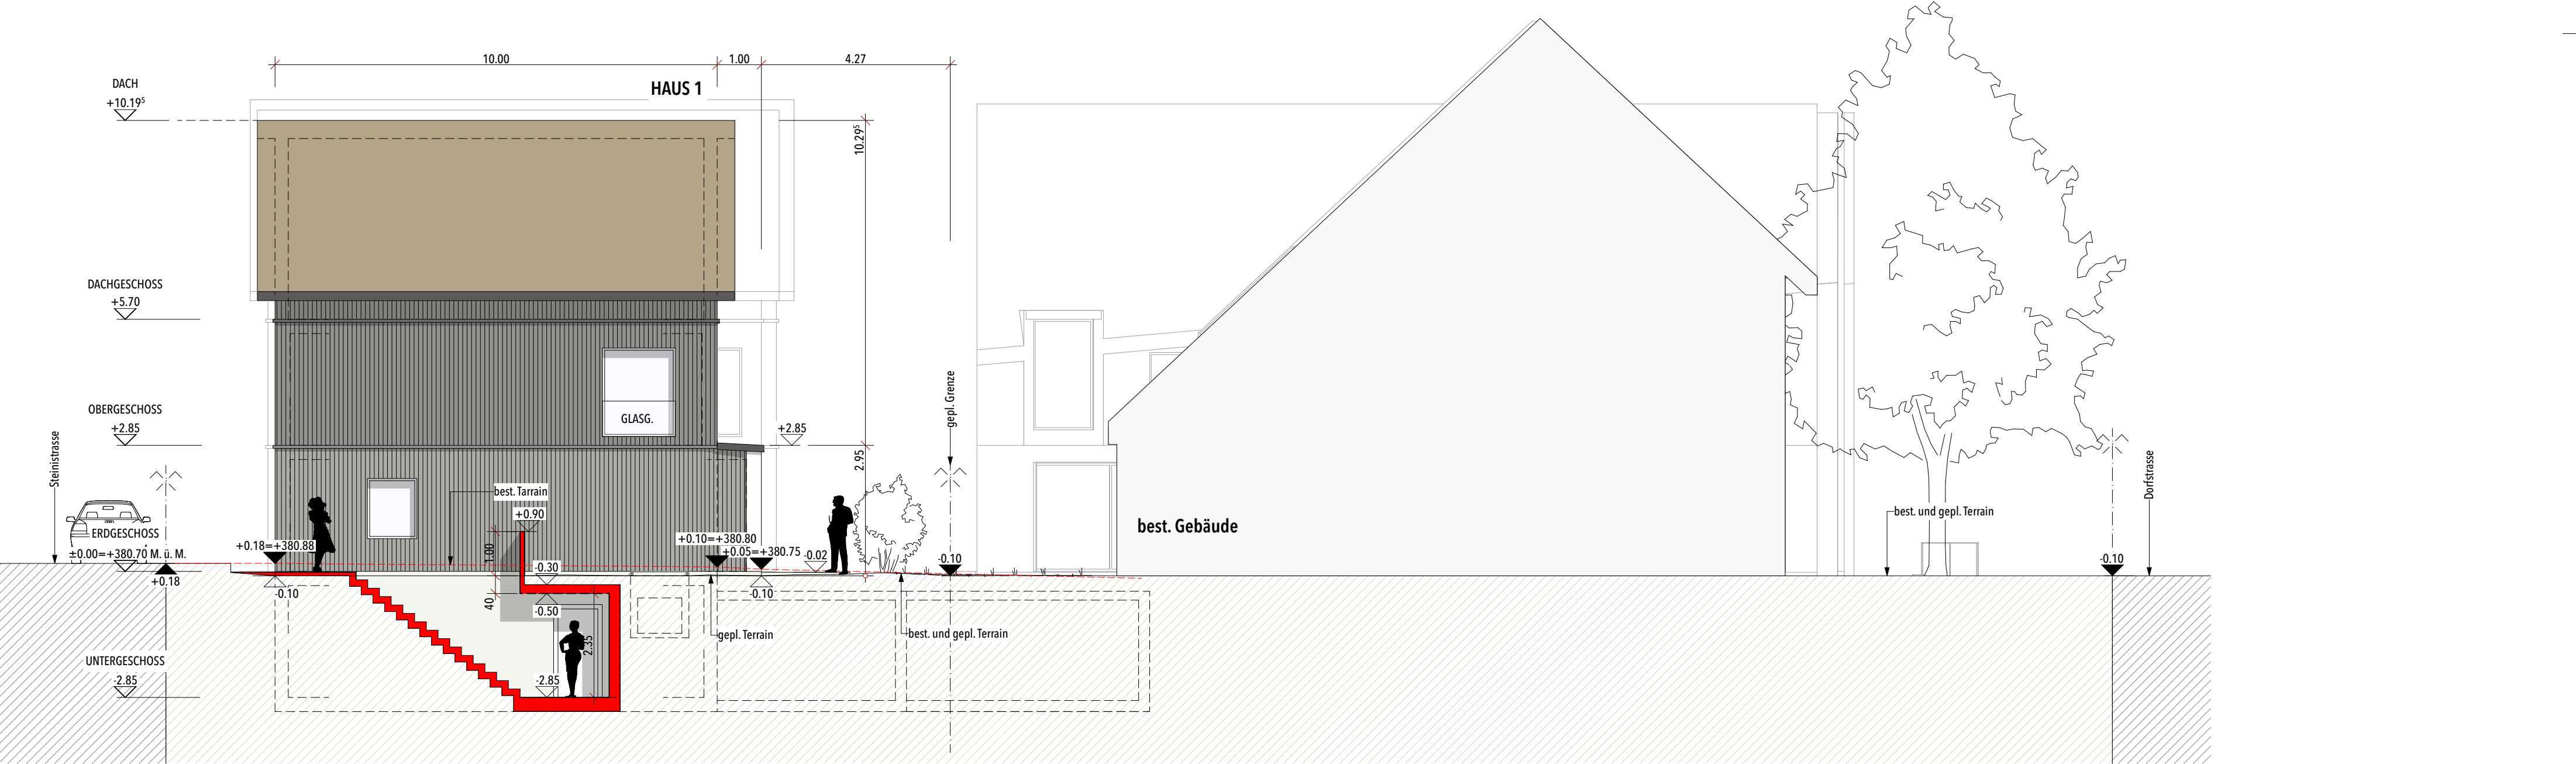 10.00
1.00
4.27
HAUS 1
DACH
+10.19⁵
10.29⁵
DACHGESCHOSS
+5.70
OBERGESCHOSS
+2.85
GLASG.
+2.85
2.95
gepl. Grenze
Steinistrasse
Dorfstrasse
best. Tarrain
+0.90
best. Gebäude
best. und gepl. Terrain
ERDGESCHOSS
±0.00=+380.70 M. ü. M.
+0.18=+380.88
+0.10=+380.80
+0.05=+380.75
-0.02
-0.10
-0.10
+0.18
-0.10
1.00
-0.30
40
-0.50
-0.10
gepl. Terrain
best. und gepl. Terrain
2.35
UNTERGESCHOSS
-2.85
-2.85